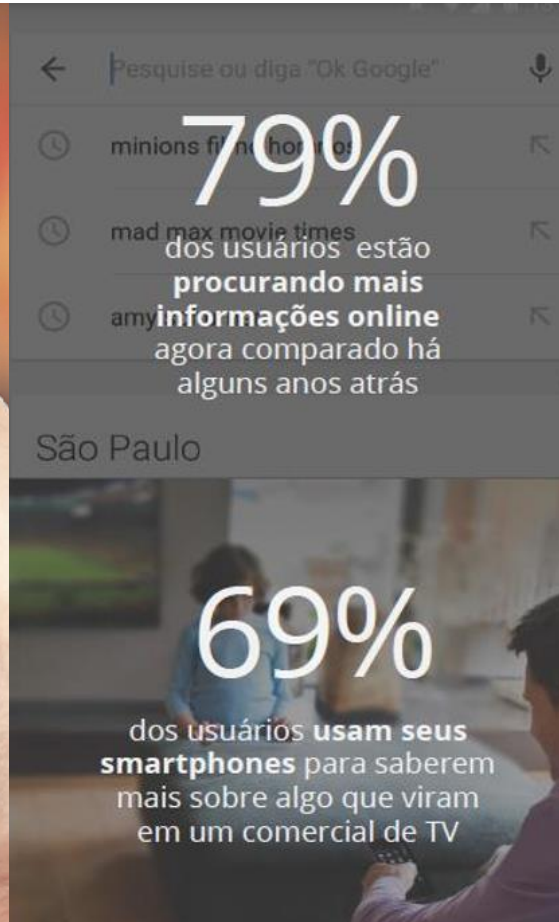 Pesquise ou diga "Ok Google"
79%
minions
mad max movie times
dos usuários estão
procurando mais
amy
informações online
agora comparado há
alguns anos atrás
São Paulo
69%
dos usuários usam seus
smartphones para saberem
mais sobre algo que viram
em um comercial de TV